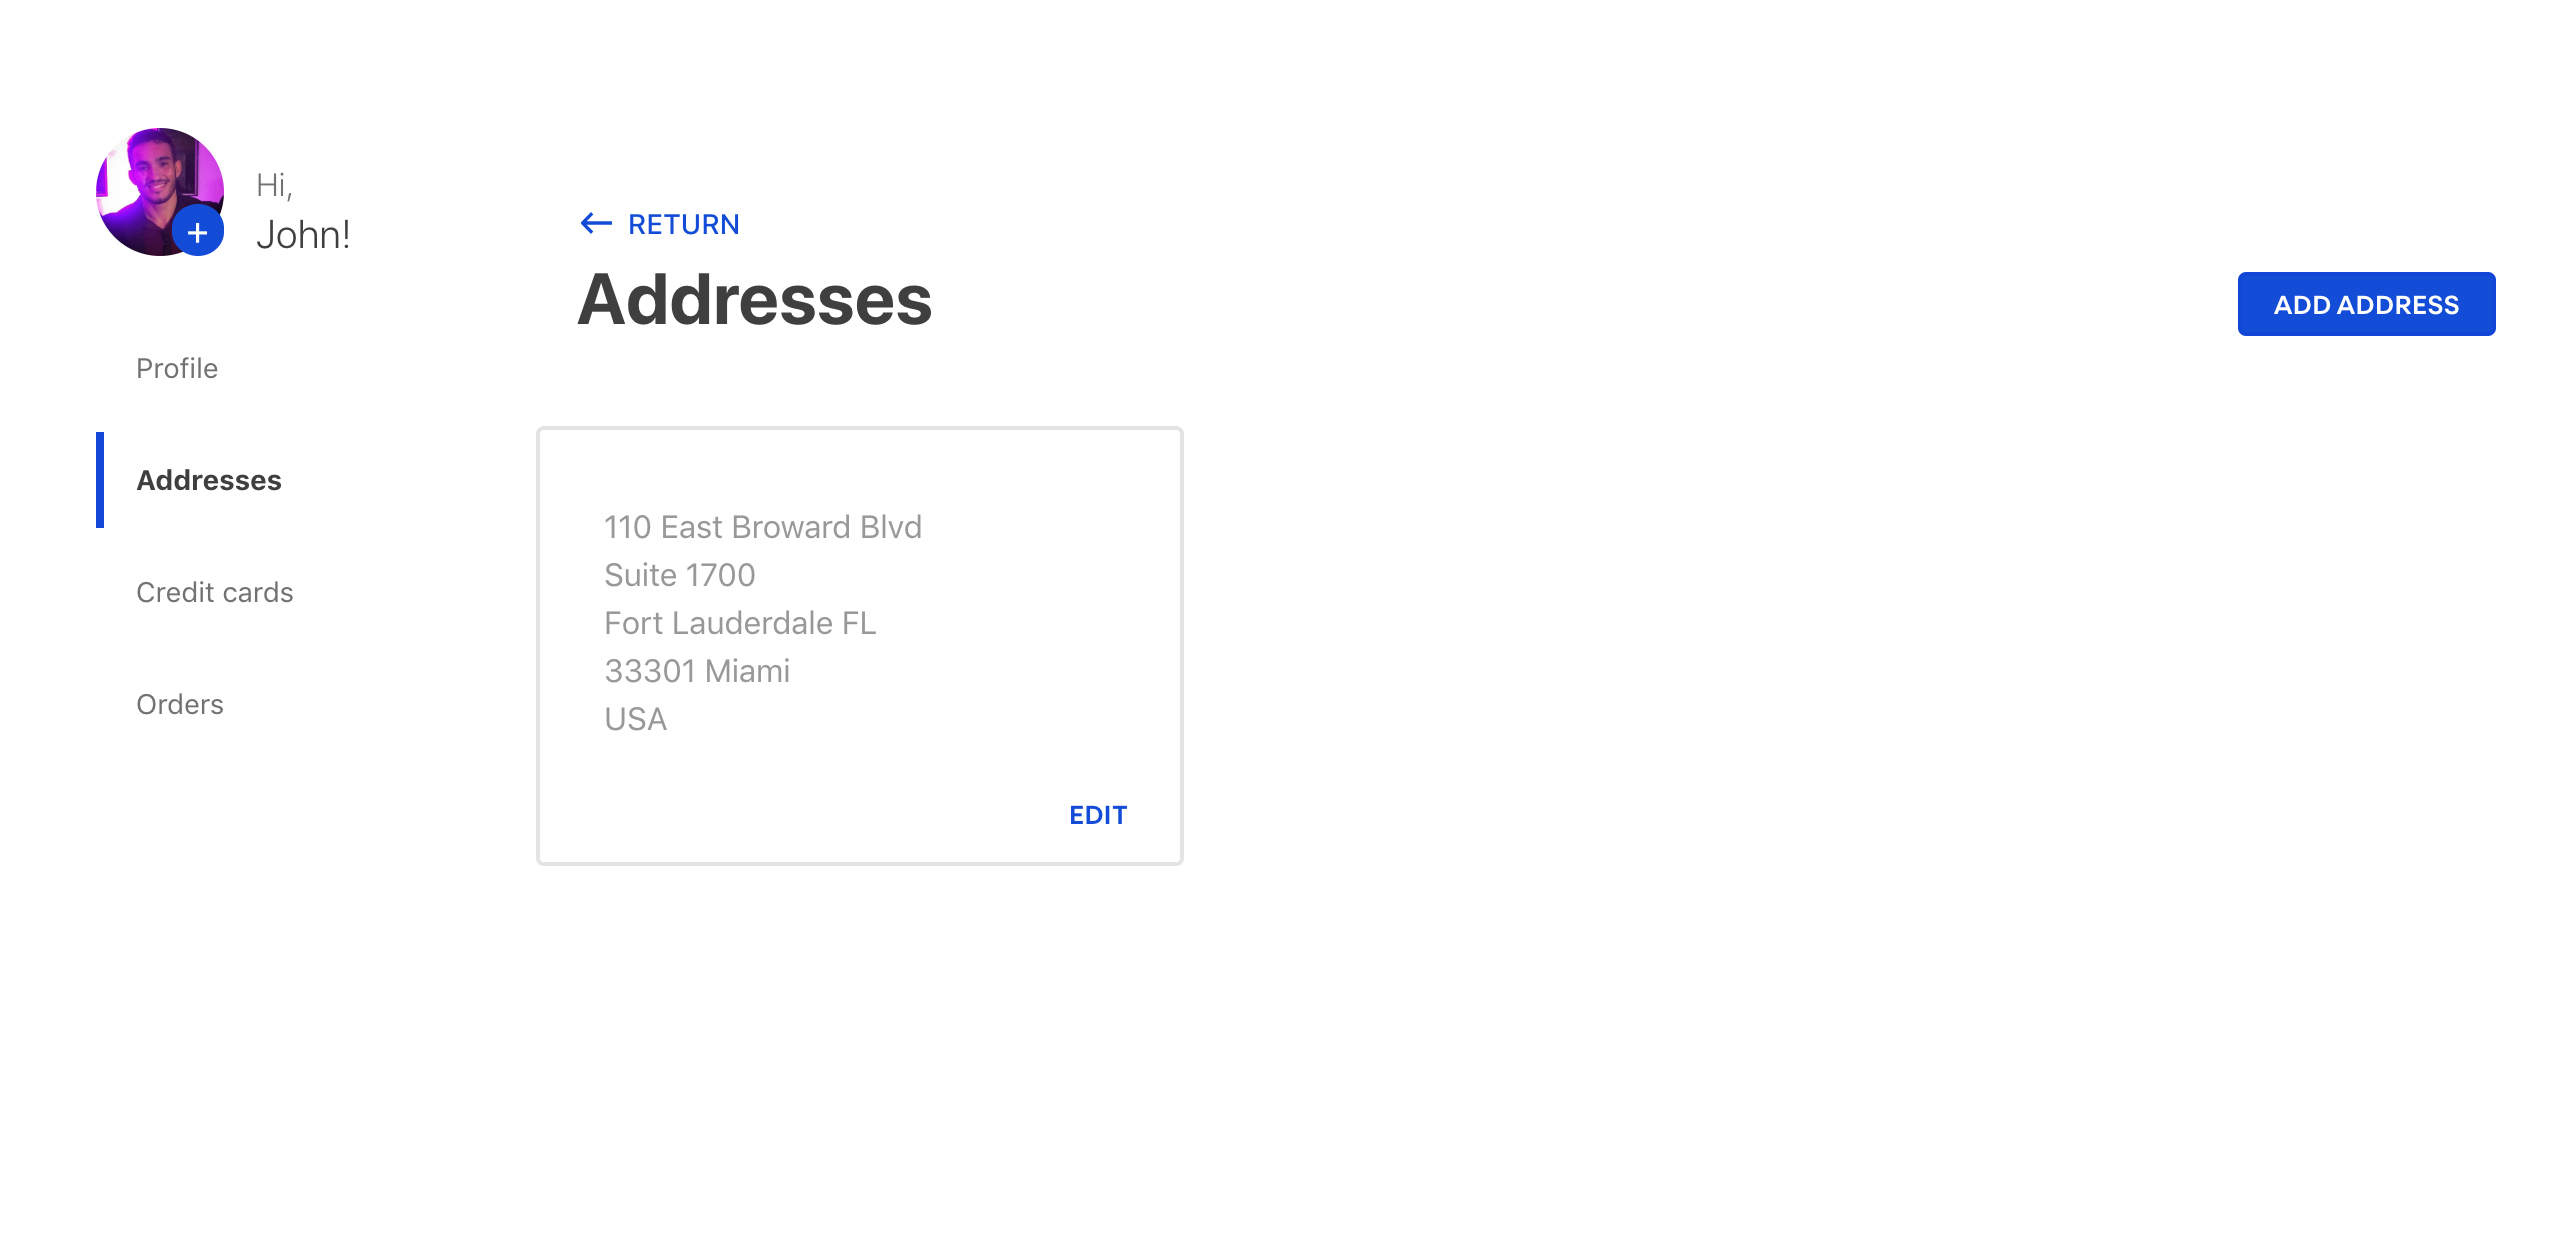 Hi,
John!
Profile
Addresses
Credit cards
Orders
← RETURN
Addresses
ADD ADDRESS
110 East Broward Blvd
Suite 1700
Fort Lauderdale FL
33301 Miami
USA
EDIT